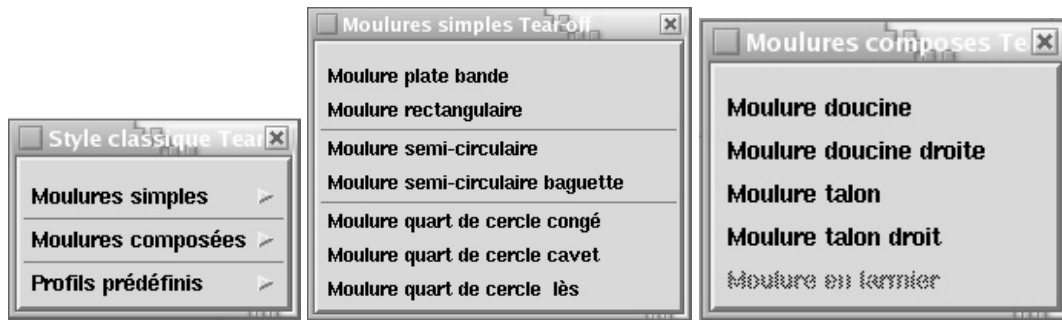 Style classique Tear
Moulures simples
Moulures composées
Profils prédéfinis
Moulures simples Tear-off
Moulure plate bande
Moulure rectangulaire
Moulure semi-circulaire
Moulure semi-circulaire baguette
Moulure quart de cercle congé
Moulure quart de cercle cavet
Moulure quart de cercle lès
Moulures composes Te
Moulure doucine
Moulure doucine droite
Moulure talon
Moulure talon droit
Moulure en larmier